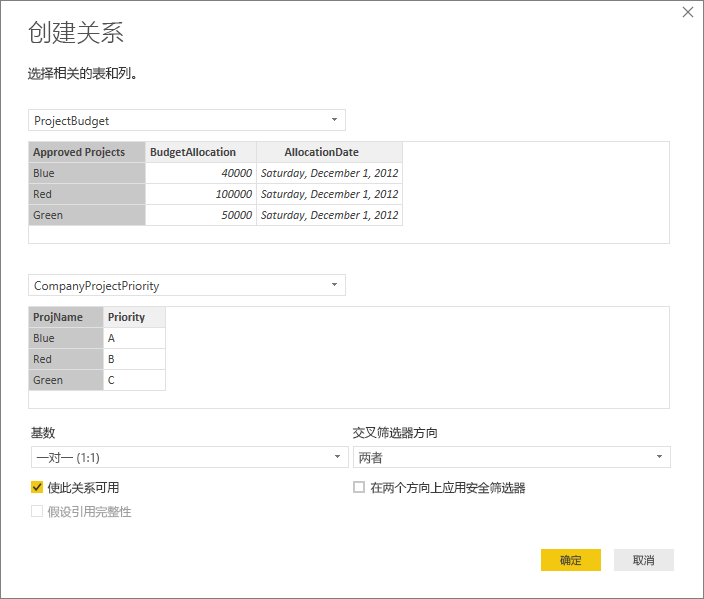 创建关系
选择相关的表和列。
ProjectBudget
Approved Projects BudgetAllocation AllocationDate
Blue 40000 Saturday, December 1, 2012
Red 100000 Saturday, December 1, 2012
Green 50000 Saturday, December 1, 2012
CompanyProjectPriority
ProjName Priority
Blue A
Red B
Green C
基数 交叉筛选器方向
一对一 (1:1) 两者
使此关系可用 在两个方向上应用安全筛选器
假设引用完整性
确定 取消